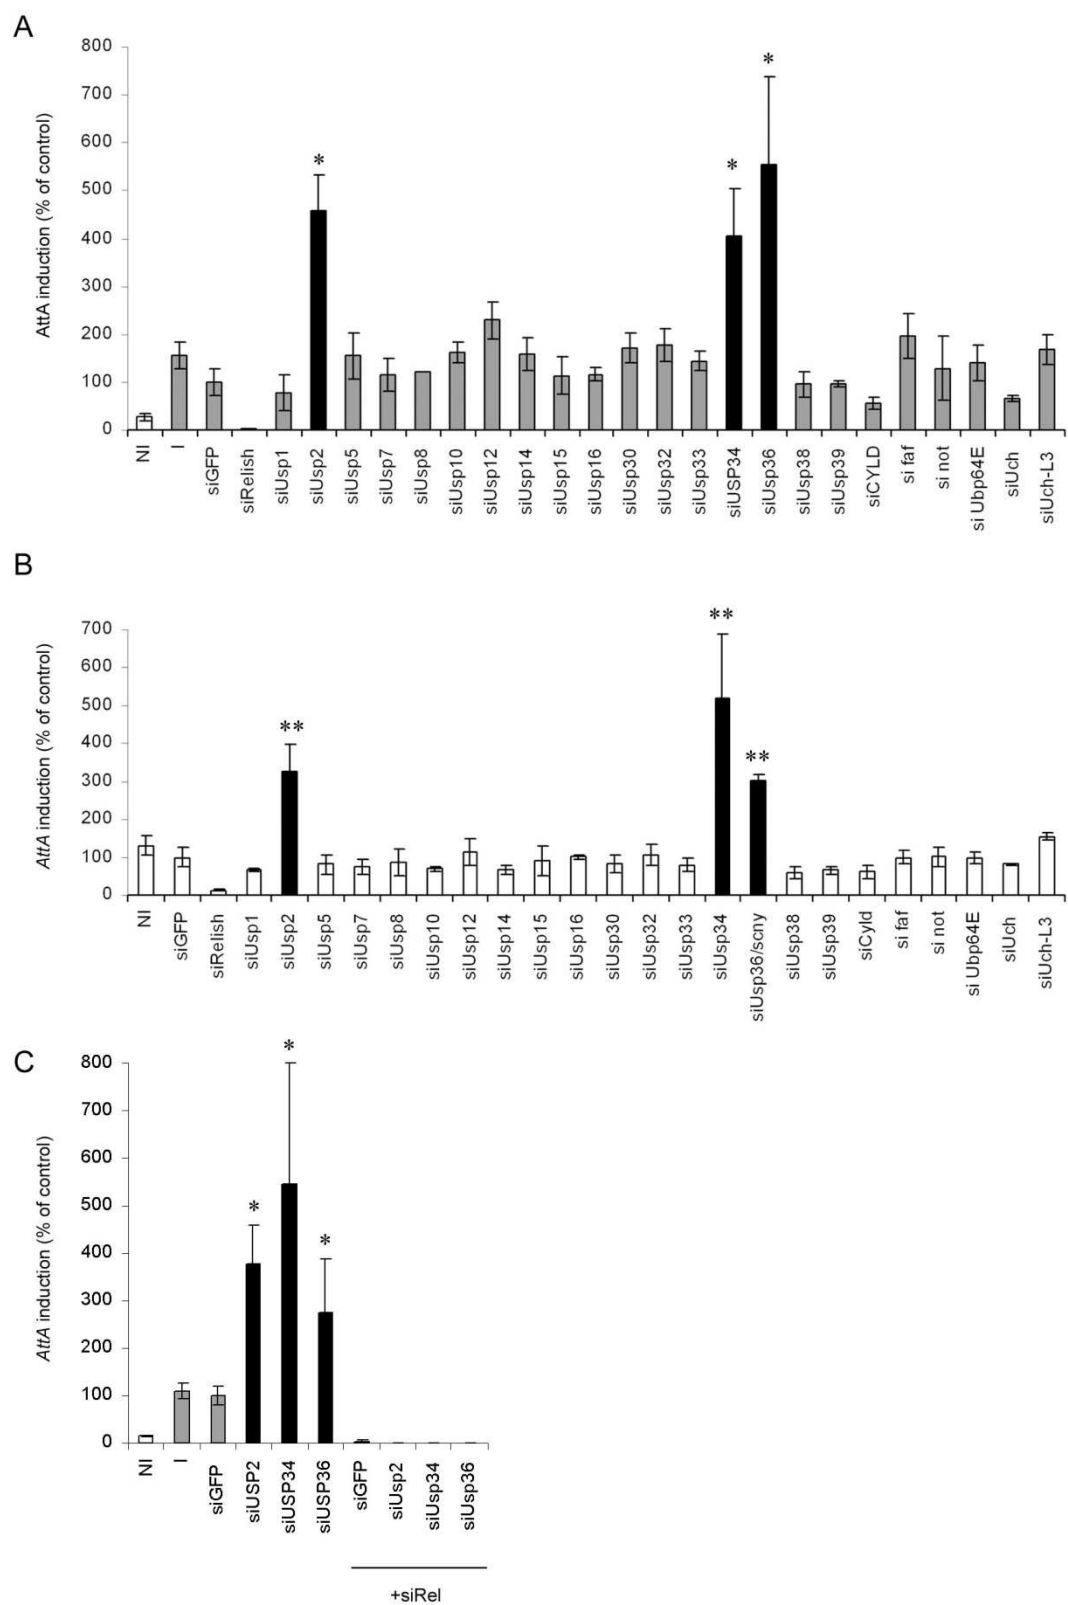 A
AttA induction (% of control)
800
700
600
500
400
300
200
100
0
* * *
NI I siGFP siRelish siUsp1 siUsp2 siUsp5 siUsp7 siUsp8 siUsp10 siUsp12 siUsp14 siUsp15 siUsp16 siUsp30 siUsp32 siUsp33 siUSP34 siUsp36 siUsp38 siUsp39 siCYLD si faf si not si Ubp64E siUch siUch-L3
B
AttA induction (% of control)
700
600
500
400
300
200
100
0
** ** **
NI siGFP siRelish siUsp1 siUsp2 siUsp5 siUsp7 siUsp8 siUsp10 siUsp12 siUsp14 siUsp15 siUsp16 siUsp30 siUsp32 siUsp33 siUsp34 siUsp36/scny siUsp38 siUsp39 siCyld si faf si not si Ubp64E siUch siUch-L3
C
AttA induction (% of control)
800
700
600
500
400
300
200
100
0
* * *
NI I siGFP siUSP2 siUSP34 siUSP36 siGFP siUsp2 siUsp34 siUsp36
+siRel